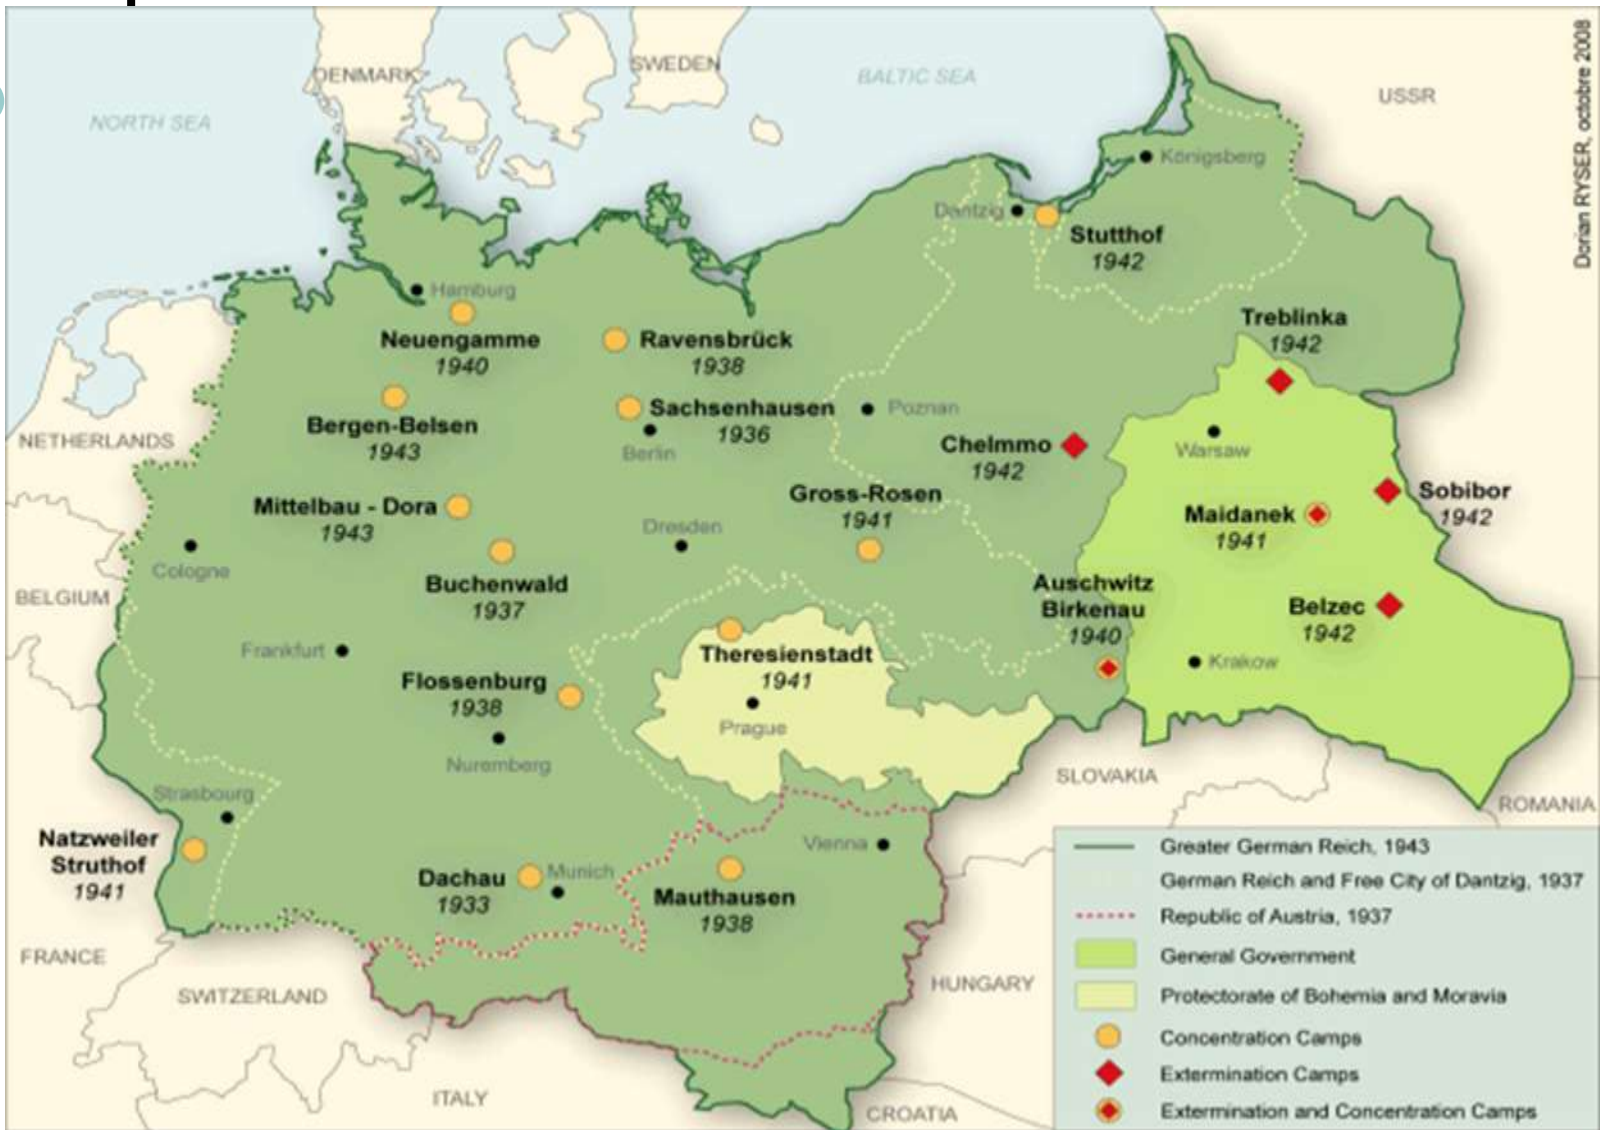 DENMARK
SWEDEN
BALTIC SEA
USSR
NORTH SEA
Dorian RYSER, octobre 2008
Königsberg
Dantzig
Stutthof
1942
Hamburg
Neuengamme
1940
Ravensbrück
1938
Treblinka
1942
Bergen-Belsen
1943
Sachsenhausen
1936
Berlin
Poznan
Chelmmo
1942
Warsaw
NETHERLANDS
Mittelbau - Dora
1943
Gross-Rosen
1941
Dresden
Maidanek
1941
Sobibor
1942
Cologne
BELGIUM
Buchenwald
1937
Auschwitz
Birkenau
1940
Belzec
1942
Frankfurt
Theresienstadt
1941
Krakow
Flossenburg
1938
Prague
Nuremberg
SLOVAKIA
ROMANIA
Strasbourg
Natzweiler
Struthof
1941
Vienna
Dachau
1933
Munich
Mauthausen
1938
FRANCE
SWITZERLAND
HUNGARY
ITALY
CROATIA
Greater German Reich, 1943
German Reich and Free City of Dantzig, 1937
Republic of Austria, 1937
General Government
Protectorate of Bohemia and Moravia
Concentration Camps
Extermination Camps
Extermination and Concentration Camps